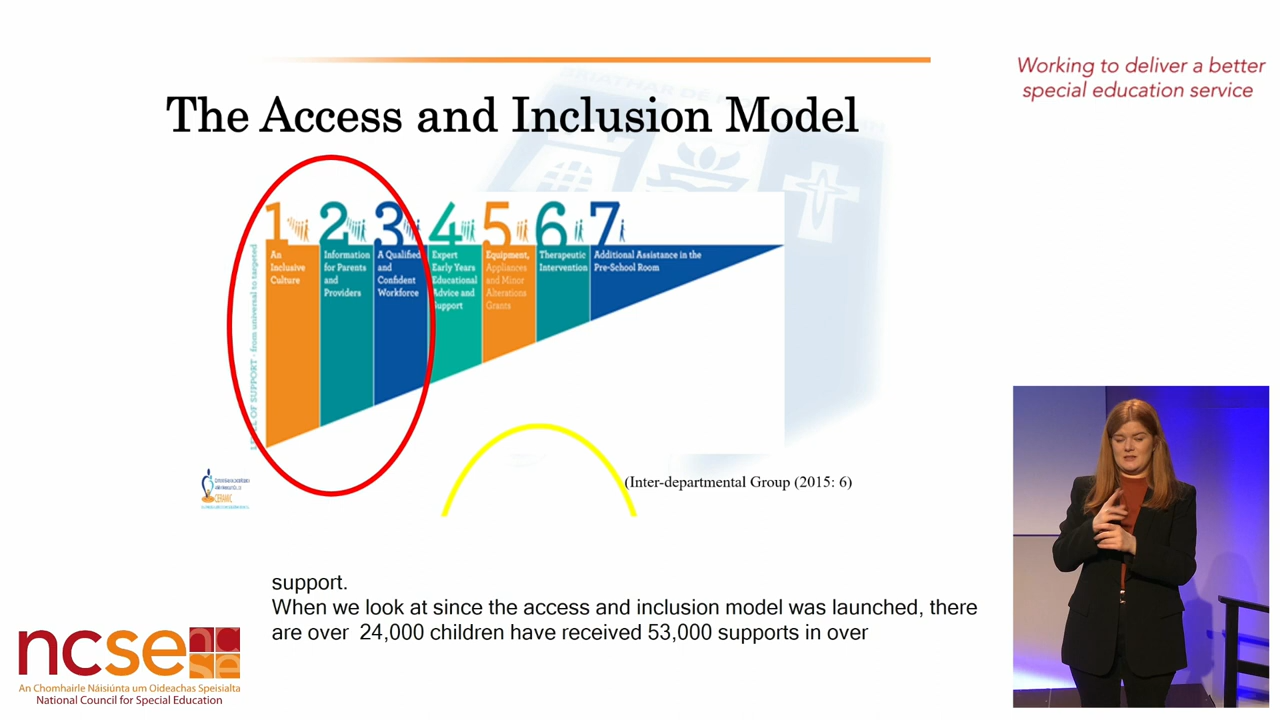 Working to deliver a better
special education service
The Access and Inclusion Model
1 2 3 4 5 6 7
An
Inclusive
Culture
Information
for Parents
and
Providers
A Qualified
and
Confident
Workforce
Expert
Early Years
Educational
Advice and
Support
Equipment,
Appliances
and Minor
Alterations
Grants
Therapeutic
Intervention
Additional Assistance in the
Pre-School Room
LEVEL OF SUPPORT - from universal to targeted
(Inter-departmental Group (2015: 6)
support.
When we look at since the access and inclusion model was launched, there
are over 24,000 children have received 53,000 supports in over
ncse
ncse
An Chomhairle Náisiúnta um Oideachas Speisialta
National Council for Special Education